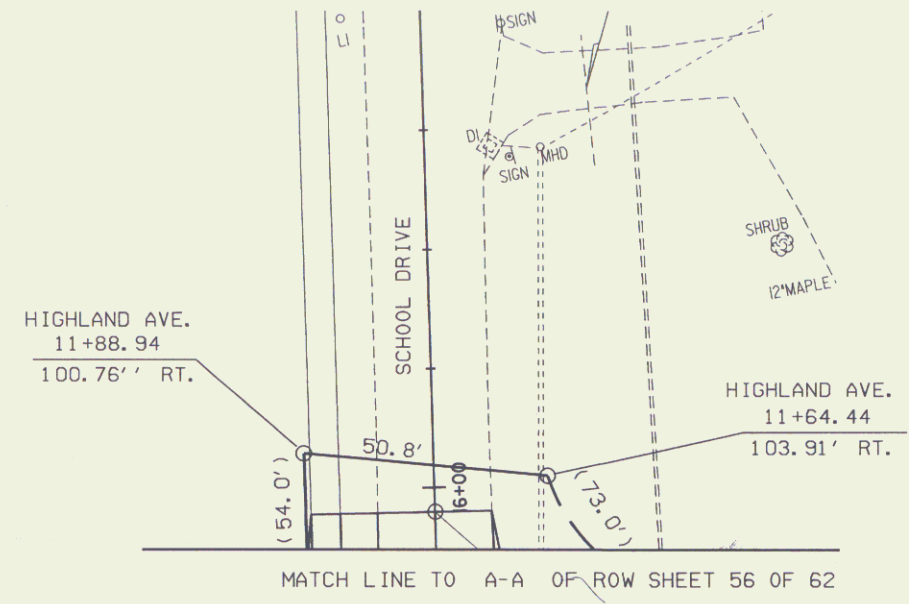 SIGN
LI
DI
SIGN
MHD
SHRUB
12"MAPLE
SCHOOL DRIVE
HIGHLAND AVE.
11+88.94
100.76'' RT.
HIGHLAND AVE.
11+64.44
103.91' RT.
50.8'
(54.0')
16+00
(73.0')
MATCH LINE TO A-A OF ROW SHEET 56 OF 62